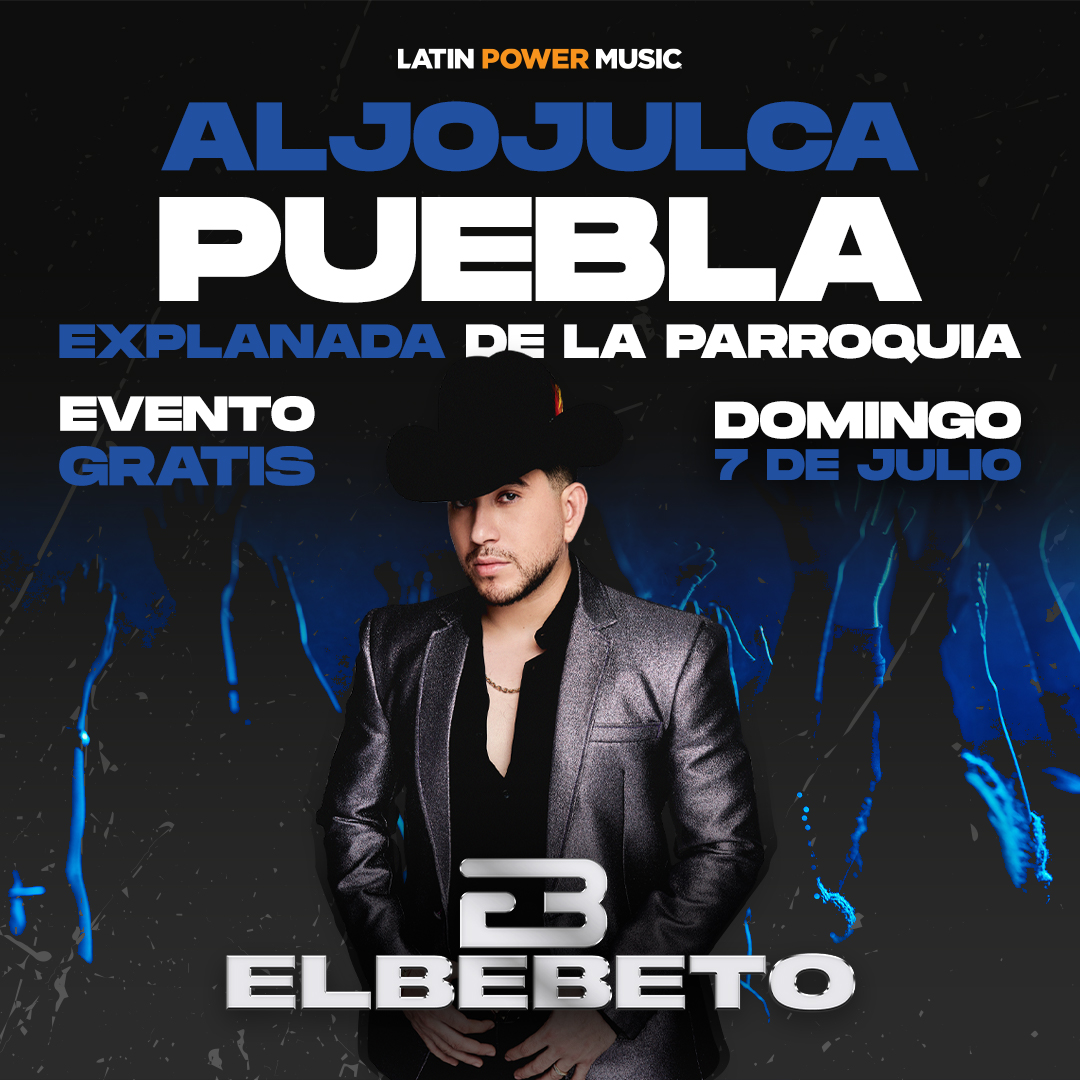 LATIN POWER MUSIC
ALJOJULCA
PUEBLA
EXPLANADA DE LA PARROQUIA
EVENTO
GRATIS
DOMINGO
7 DE JULIO
EB
ELBEBETO